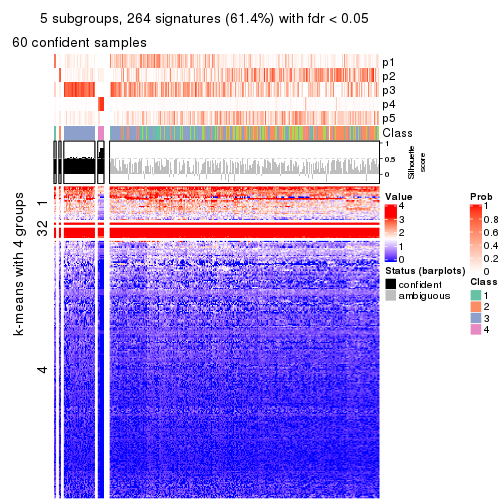 5 subgroups, 264 signatures (61.4%) with fdr < 0.05
60 confident samples
p1
p2
p3
p4
p5
Class
1
0.5
0
Silhouette
score
k-means with 4 groups
1
2
3
4
Value
4
3
2
1
0
Status (barplots)
confident
ambiguous
Prob
1
0.8
0.6
0.4
0.2
0
Class
1
2
3
4